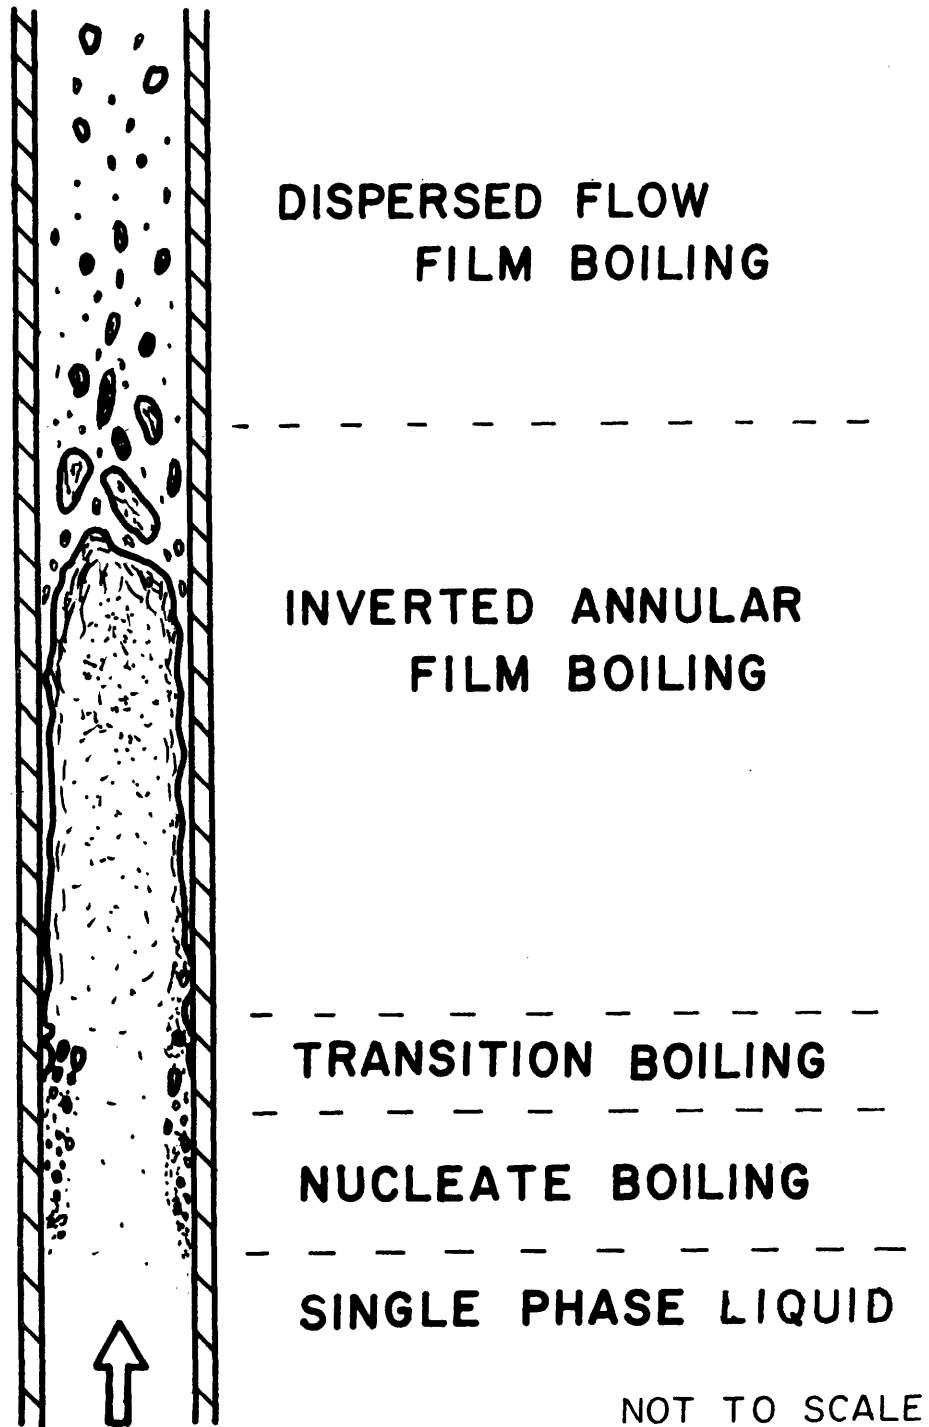 DISPERSED FLOW
FILM BOILING
INVERTED ANNULAR
FILM BOILING
TRANSITION BOILING
NUCLEATE BOILING
SINGLE PHASE LIQUID
NOT TO SCALE